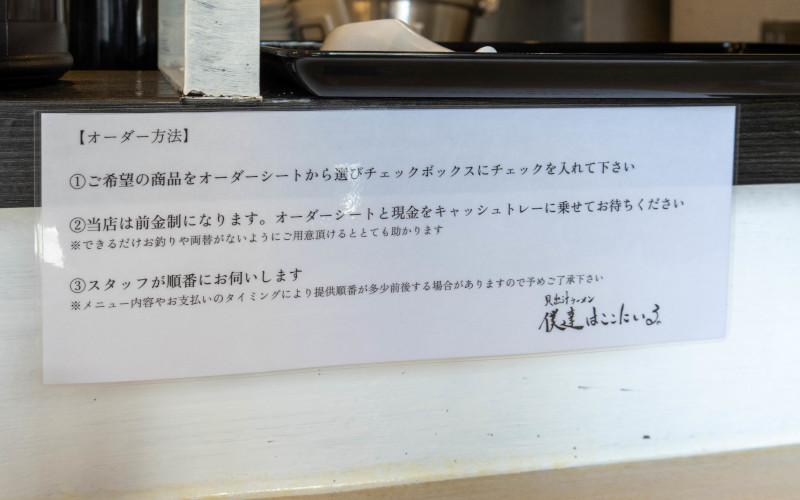 【オーダー方法】
①ご希望の商品をオーダーシートから選びチェックボックスにチェックを入れて下さい
②当店は前金制になります。オーダーシートと現金をキャッシュトレーに乗せてお待ちください
※できるだけお釣りや両替がないようにご用意頂けるととても助かります
③スタッフが順番にお伺いします
※メニュー内容やお支払いのタイミングにより提供順番が多少前後する場合がありますので予めご了承下さい
貝出汁ラーメン
僕達はここにいる。